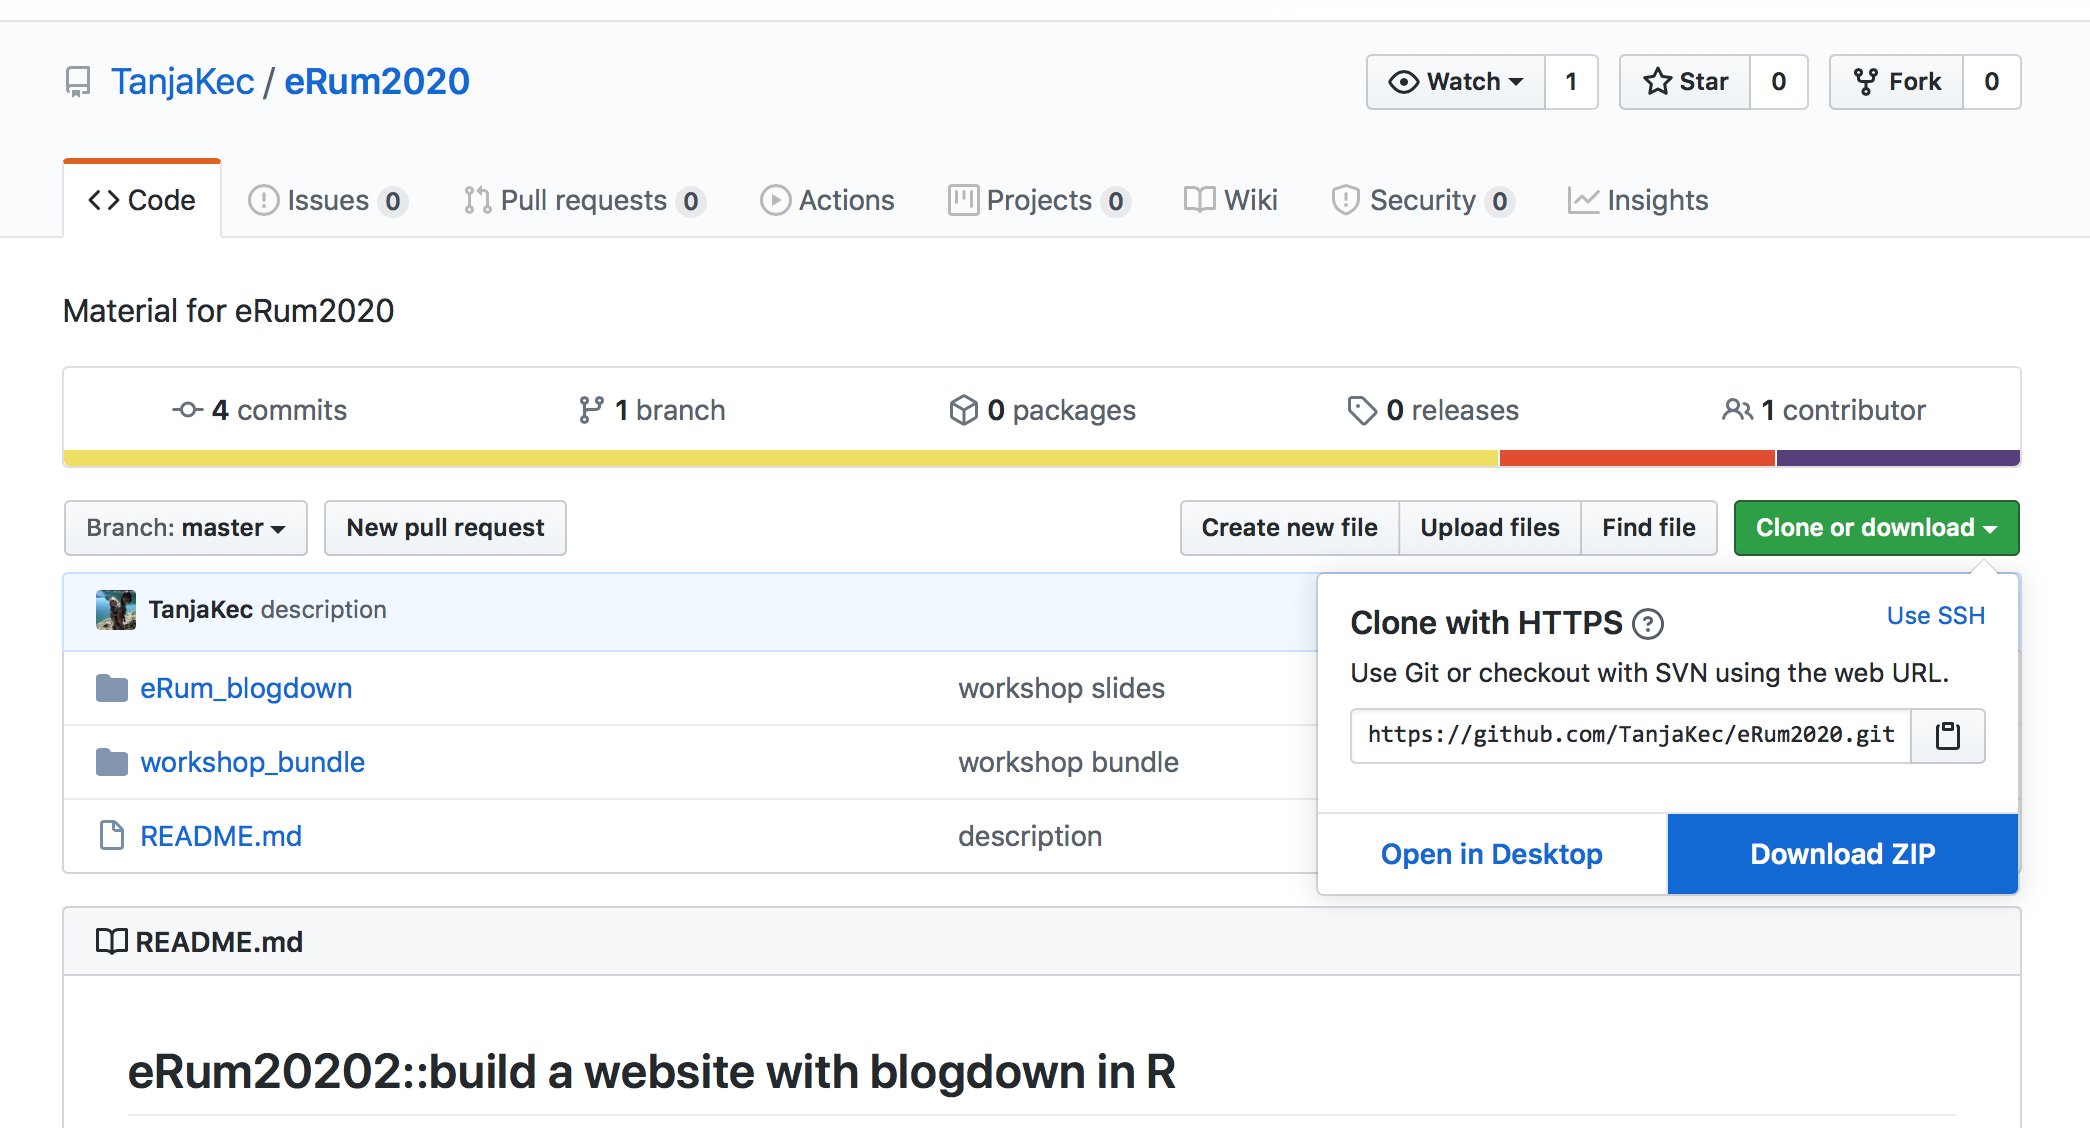 TanjaKec / eRum2020
Watch 1
Star 0
Fork 0
Code
Issues 0
Pull requests 0
Actions
Projects 0
Wiki
Security 0
Insights
Material for eRum2020
4 commits
1 branch
0 packages
0 releases
1 contributor
Branch: master
New pull request
Create new file
Upload files
Find file
Clone or download
TanjaKec description
eRum_blogdown
workshop slides
workshop_bundle
workshop bundle
README.md
description
Clone with HTTPS ?
Use SSH
Use Git or checkout with SVN using the web URL.
https://github.com/TanjaKec/eRum2020.git
Open in Desktop
Download ZIP
README.md
eRum20202::build a website with blogdown in R